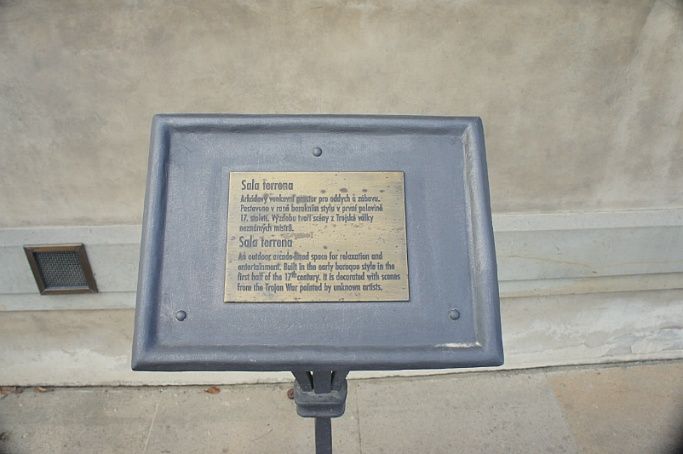 Sala terrena
Arkádový venkovní prostor pro oddych a zábavu.
Postavena v raně barokním stylu v první polovině
17. století. Výzdobu tvoří scény z Trojské války
neznámých mistrů.
Sala terrena
An outdoor, arcade-lined space for relaxation and
entertainment. Built in the early baroque style in the
first half of the 17th century. It is decorated with scenes
from the Trojan War painted by unknown artists.